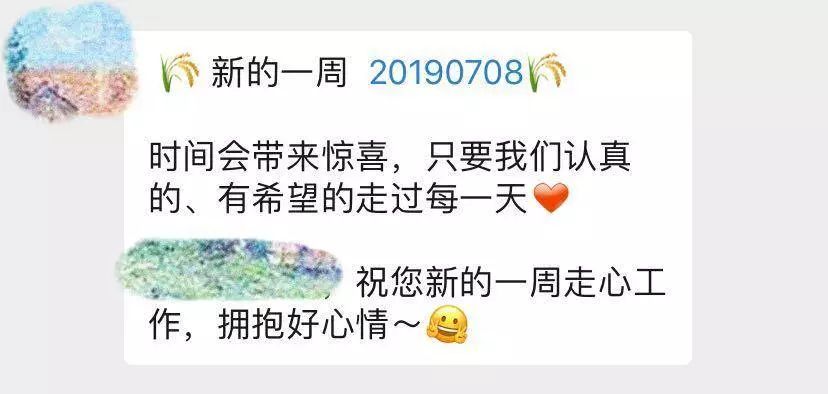 🌾 新的一周 20190708🌾
时间会带来惊喜，只要我们认真
的、有希望的走过每一天❤️
，祝您新的一周走心工
作，拥抱好心情～🤗